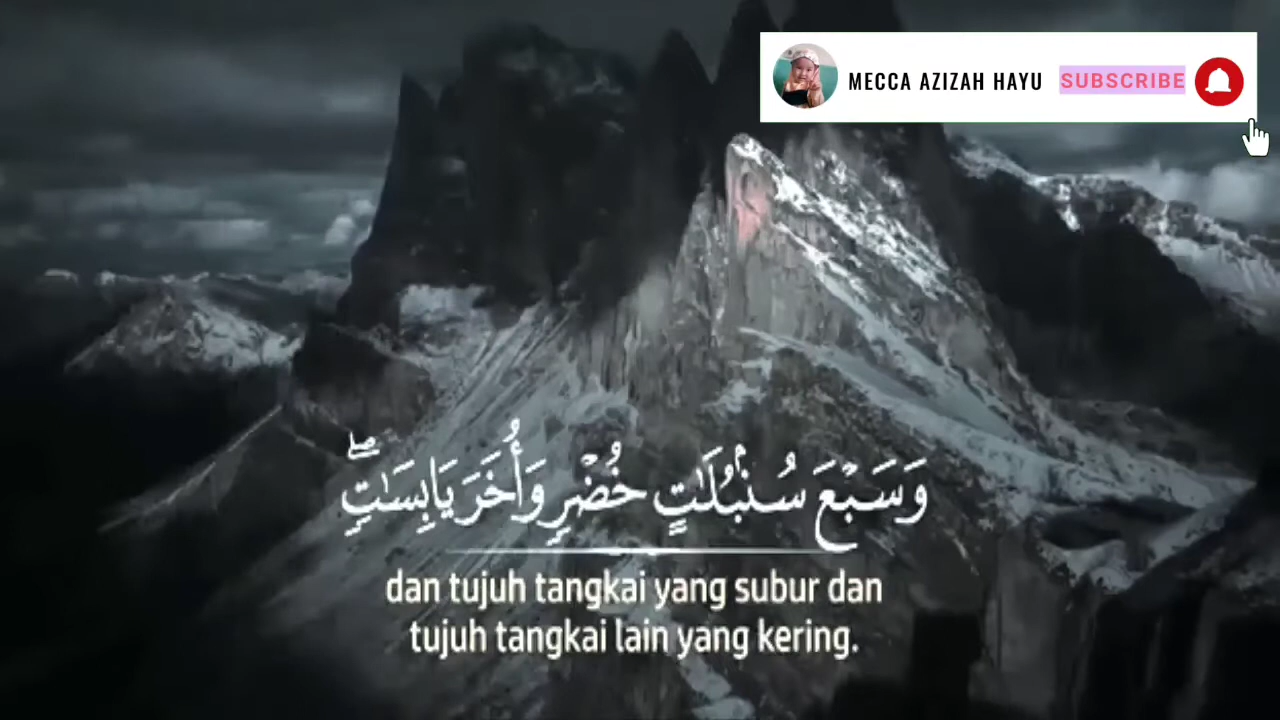 MECCA AZIZAH HAYU SUBSCRIBE
وَسَبْعَ سُنۢبُلَٰتٍ خُضْرٍ وَأُخَرَ يَابِسَٰتٍۖ
dan tujuh tangkai yang subur dan
tujuh tangkai lain yang kering.